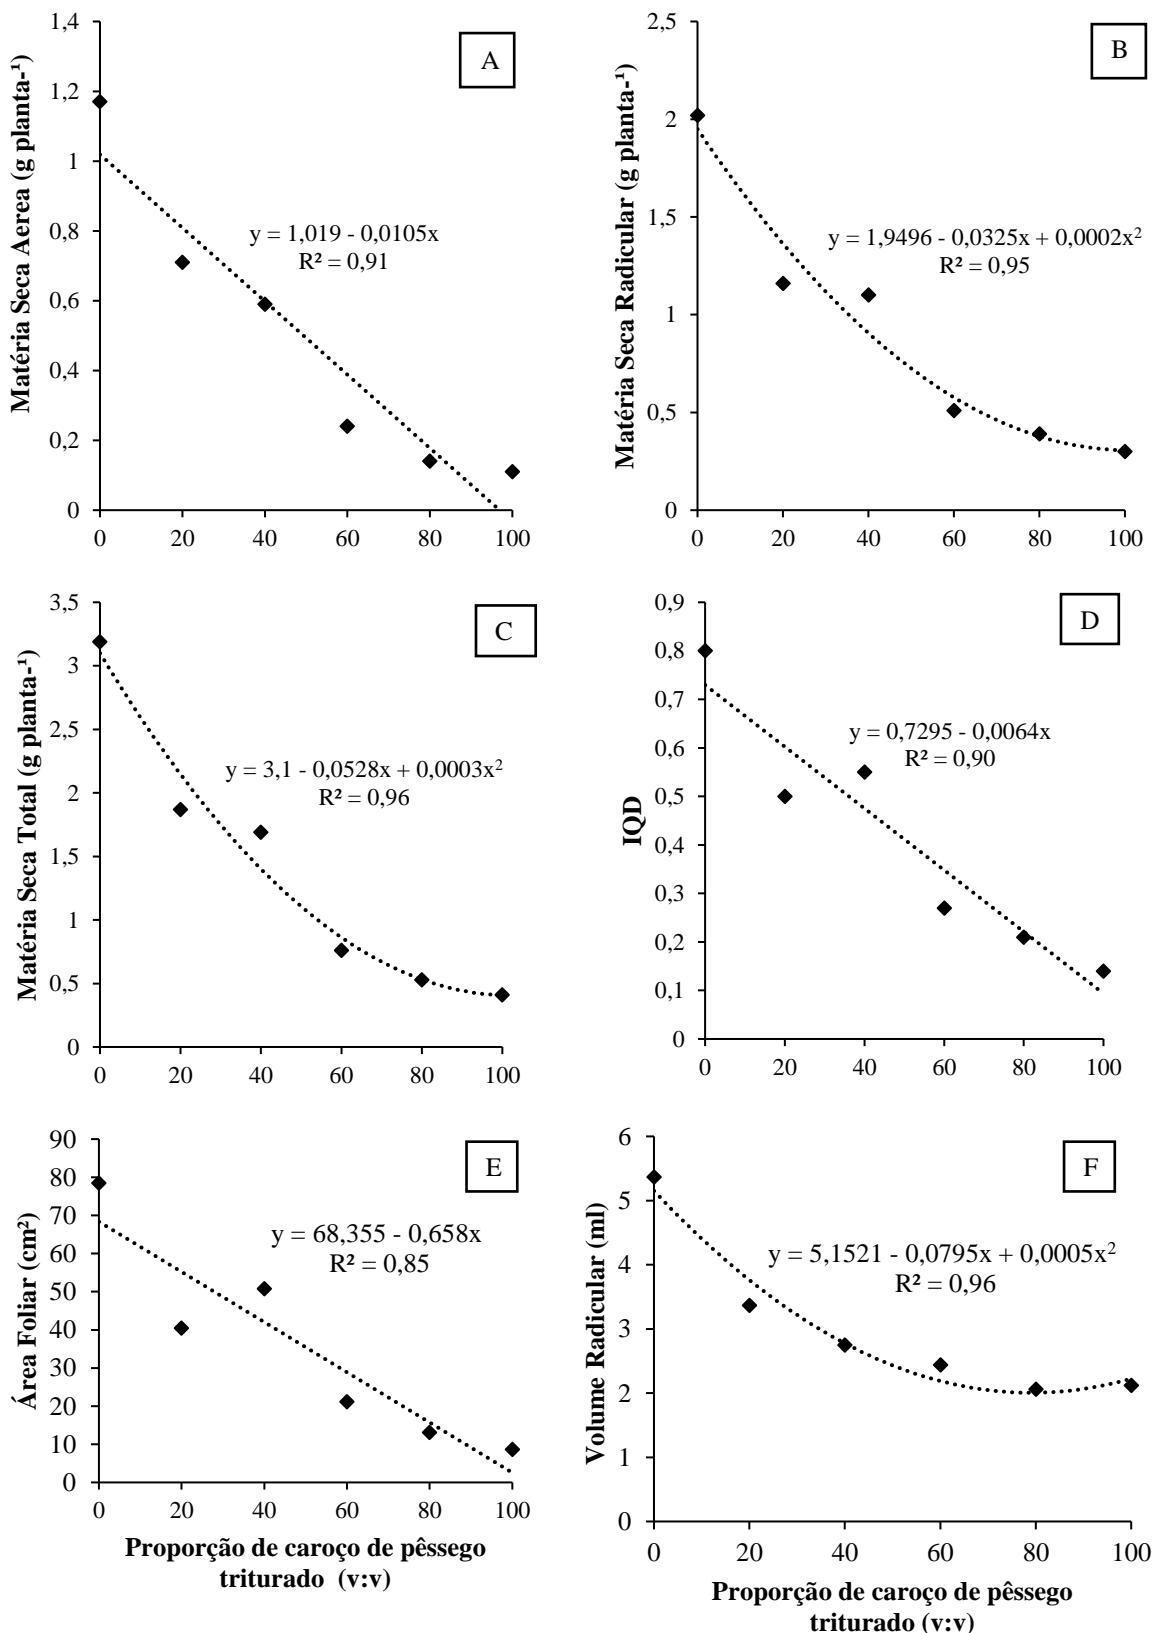 A
Matéria Seca Aerea (g planta-¹)
1,4
1,2
1
0,8
0,6
0,4
0,2
0
y = 1,019 - 0,0105x
R² = 0,91
0 20 40 60 80 100
B
Matéria Seca Radicular (g planta-¹)
2,5
2
1,5
1
0,5
0
y = 1,9496 - 0,0325x + 0,0002x²
R² = 0,95
0 20 40 60 80 100
C
Matéria Seca Total (g planta-¹)
3,5
3
2,5
2
1,5
1
0,5
0
y = 3,1 - 0,0528x + 0,0003x²
R² = 0,96
0 20 40 60 80 100
D
IQD
0,9
0,8
0,7
0,6
0,5
0,4
0,3
0,2
0,1
0
y = 0,7295 - 0,0064x
R² = 0,90
0 20 40 60 80 100
E
Área Foliar (cm²)
90
80
70
60
50
40
30
20
10
0
y = 68,355 - 0,658x
R² = 0,85
0 20 40 60 80 100
Proporção de caroço de pêssego
triturado (v:v)
F
Volume Radicular (ml)
6
5
4
3
2
1
0
y = 5,1521 - 0,0795x + 0,0005x²
R² = 0,96
0 20 40 60 80 100
Proporção de caroço de pêssego
triturado (v:v)